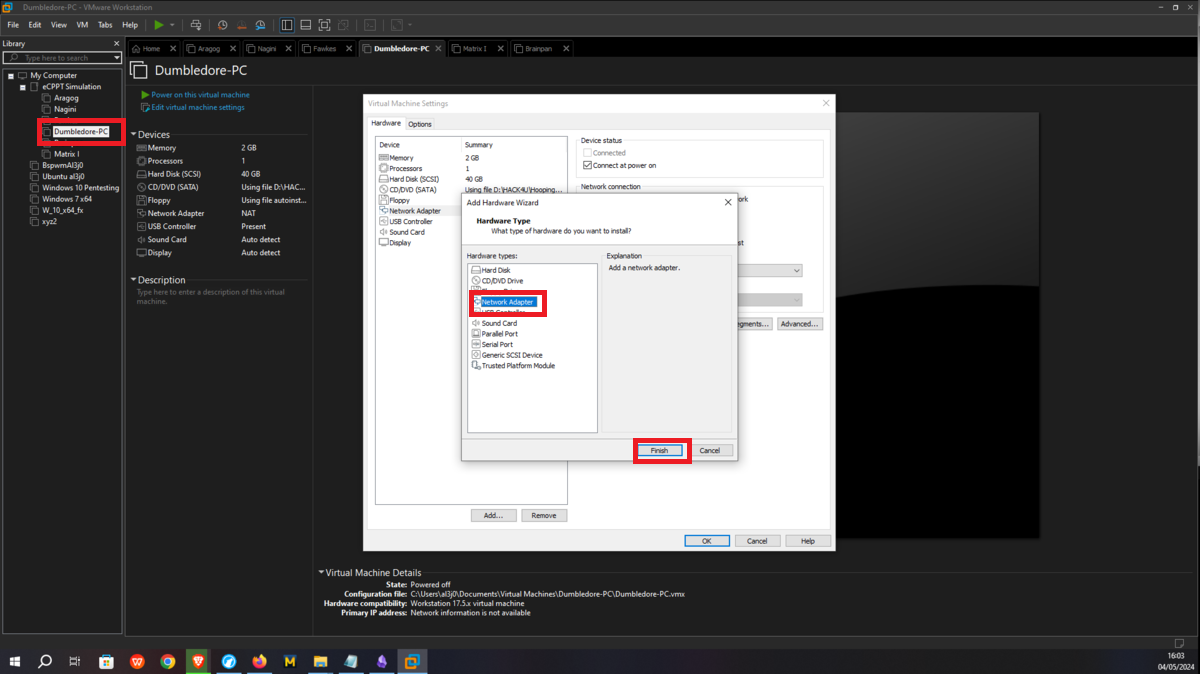 Dumbledore-PC - VMware Workstation
File Edit View VM Tabs Help
Library
Type here to search
My Computer
eCPPT Simulation
Aragog
Nagini
Dumbledore-PC
Matrix I
BspwmAl3j0
Ubuntu al3j0
Windows 10 Pentesting
Windows 7 x64
W_10_x64_fx
xyz2
Home Aragog Nagini Fawkes Dumbledore-PC Matrix I Brainpan
Dumbledore-PC
Power on this virtual machine
Edit virtual machine settings
Devices
Memory 2 GB
Processors 1
Hard Disk (SCSI) 40 GB
CD/DVD (SATA) Using file D:\HAC...
Floppy Using file autoinst...
Network Adapter NAT
USB Controller Present
Sound Card Auto detect
Display Auto detect
Description
Type here to enter a description of this virtual
machine.
Virtual Machine Settings
Hardware Options
Device Summary
Memory 2 GB
Processors 1
Hard Disk (SCSI) 40 GB
CD/DVD (SATA) Using file D:\HACK4U\Hooping...
Floppy
Network Adapter
USB Controller
Sound Card
Display
Device status
Connected
Connect at power on
Network connection
Advanced...
Add... Remove
OK Cancel Help
Add Hardware Wizard
Hardware Type
What type of hardware do you want to install?
Hardware types:
Hard Disk
CD/DVD Drive
Network Adapter
USB Controller
Sound Card
Parallel Port
Serial Port
Generic SCSI Device
Trusted Platform Module
Explanation
Add a network adapter.
Finish Cancel
Virtual Machine Details
State: Powered off
Configuration file: C:\Users\al3j0\Documents\Virtual Machines\Dumbledore-PC\Dumbledore-PC.vmx
Hardware compatibility: Workstation 17.5.x virtual machine
Primary IP address: Network information is not available
16:03
04/05/2024